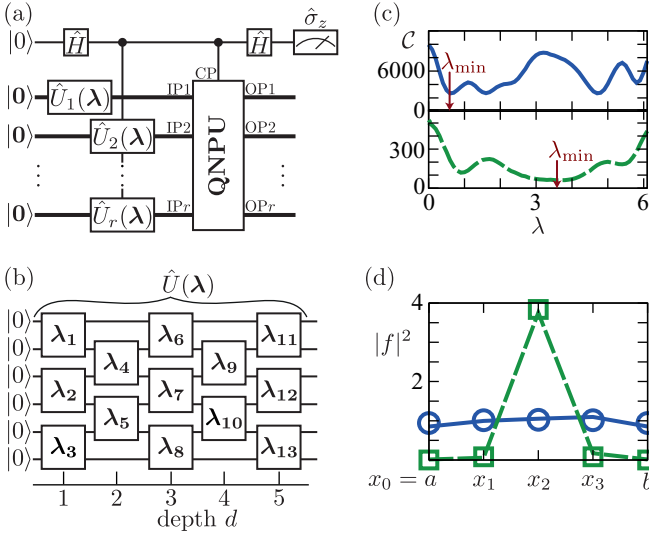 (a)
|0⟩ Ĥ Ĥ σ̂z
CP
|0⟩ Û1(λ) IP1 OP1
|0⟩ Û2(λ) IP2 OP2
QNPU
|0⟩ Ûr(λ) IPr OPr
(b)
Û(λ)
|0⟩ λ1 λ6 λ11
|0⟩
λ4 λ9
|0⟩ λ2 λ7 λ12
|0⟩
λ5 λ10
|0⟩ λ3 λ8 λ13
|0⟩
1 2 3 4 5
depth d
(c)
C
λmin
6000
0
300
λmin
0
0 3 6
λ
(d)
4
|f|²
2
x0 = a x1 x2 x3 b